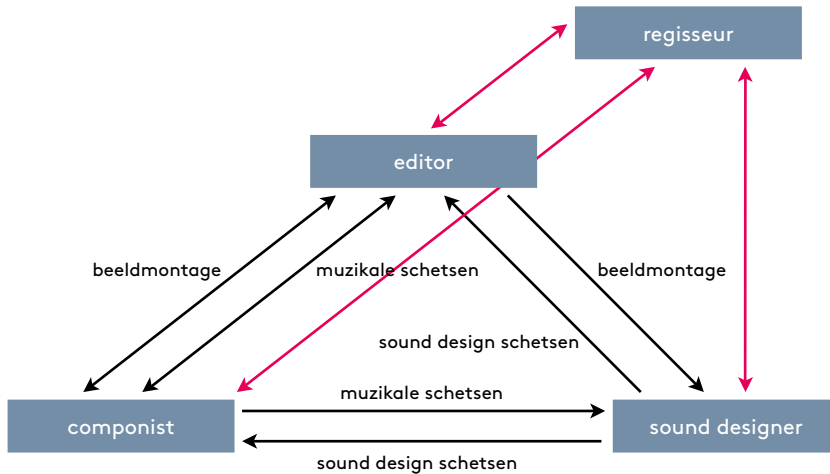 regisseur
editor
beeldmontage
muzikale schetsen
beeldmontage
sound design schetsen
muzikale schetsen
componist
sound designer
sound design schetsen